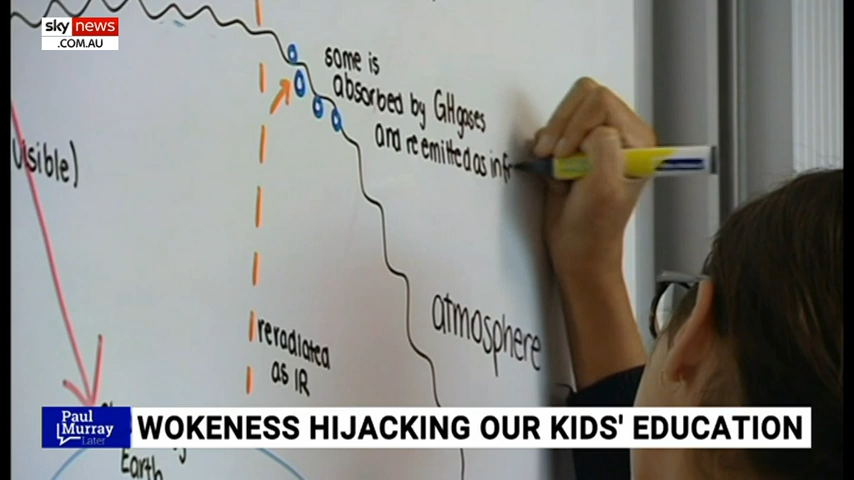 sky news
.COM.AU
some is
absorbed by GHgases
and reemitted as infr
visible)
atmosphere
reradiated
as IR
Paul
Murray
Later
WOKENESS HIJACKING OUR KIDS' EDUCATION
Earth